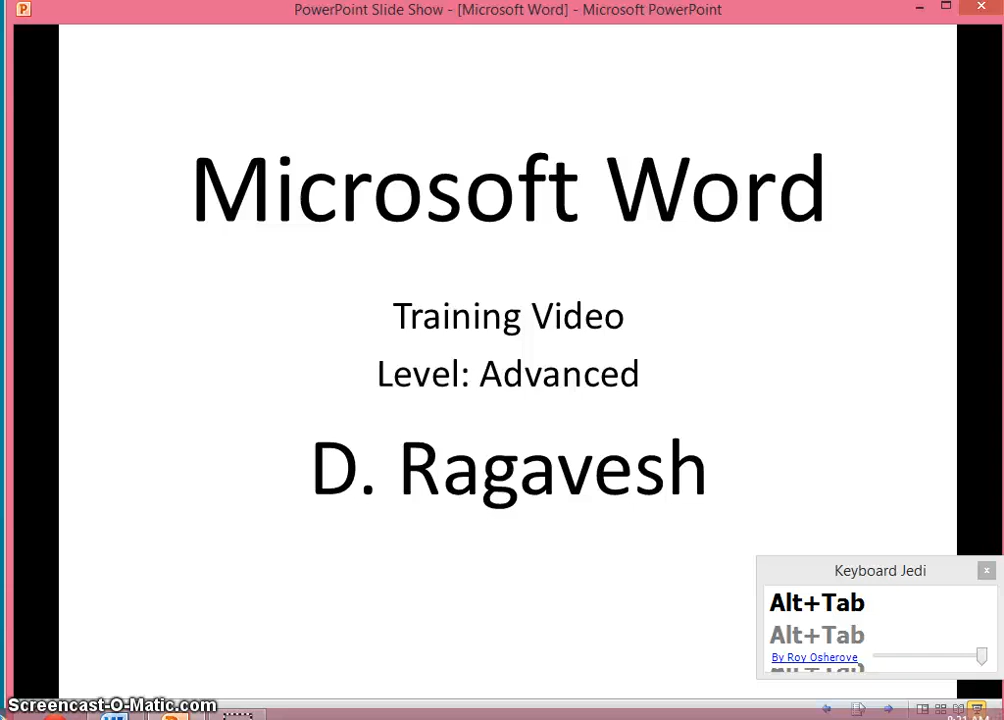 PowerPoint Slide Show - [Microsoft Word] - Microsoft PowerPoint
Microsoft Word
Training Video
Level: Advanced
D. Ragavesh
Keyboard Jedi
Alt+Tab
Alt+Tab
By Roy Osherove
Screencast-O-Matic.com